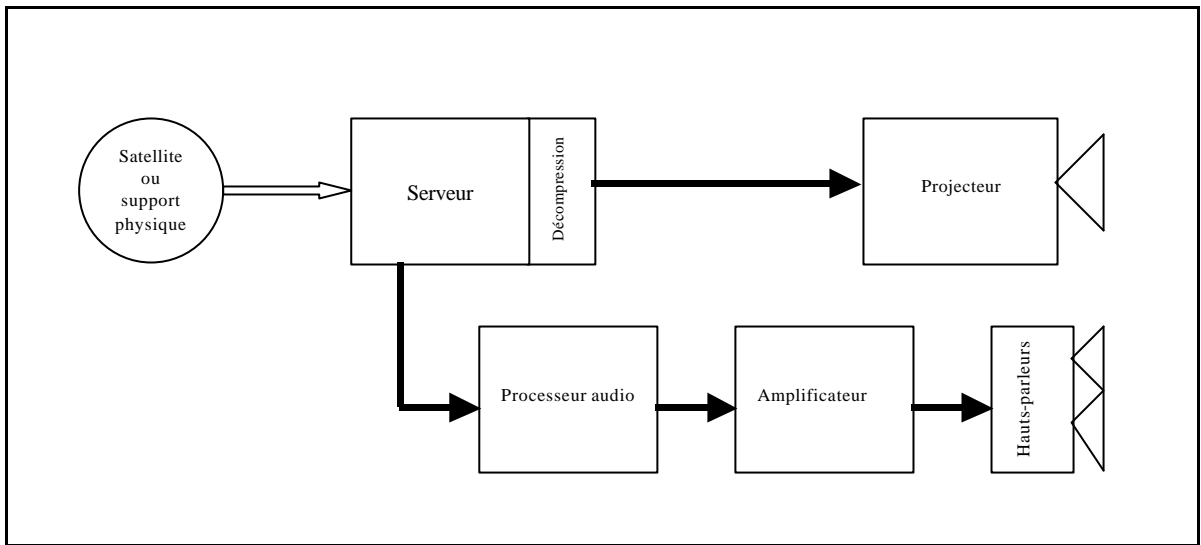 Satellite
ou
support
physique
Serveur
Décompression
Projecteur
Processeur audio
Amplificateur
Hauts-parleurs